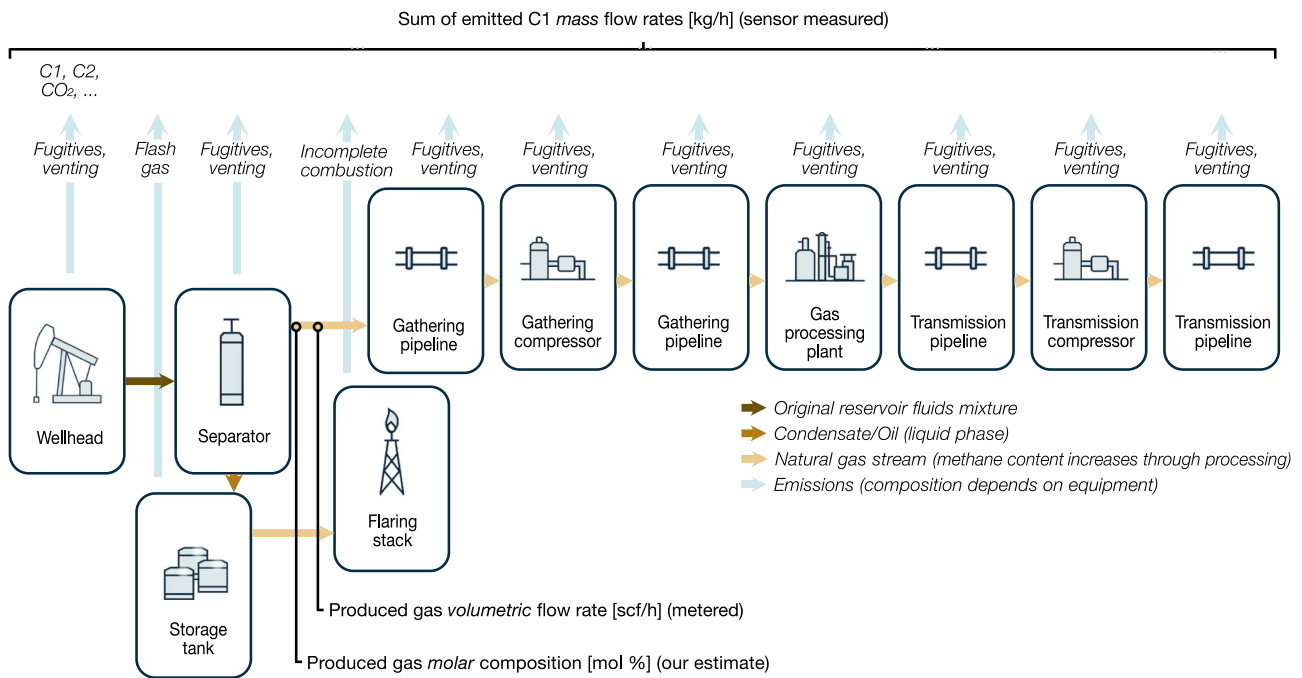 Sum of emitted C1 mass flow rates [kg/h] (sensor measured)
C1, C2,
CO₂, ...
Fugitives,
venting
Flash
gas
Fugitives,
venting
Incomplete
combustion
Fugitives,
venting
Fugitives,
venting
Fugitives,
venting
Fugitives,
venting
Fugitives,
venting
Fugitives,
venting
Fugitives,
venting
Wellhead
Separator
Gathering
pipeline
Gathering
compressor
Gathering
pipeline
Gas
processing
plant
Transmission
pipeline
Transmission
compressor
Transmission
pipeline
Storage
tank
Flaring
stack
Original reservoir fluids mixture
Condensate/Oil (liquid phase)
Natural gas stream (methane content increases through processing)
Emissions (composition depends on equipment)
Produced gas volumetric flow rate [scf/h] (metered)
Produced gas molar composition [mol %] (our estimate)